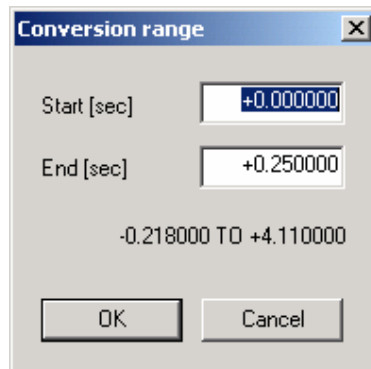 Conversion range
Start [sec] +0.000000
End [sec] +0.250000
-0.218000 TO +4.110000
OK Cancel